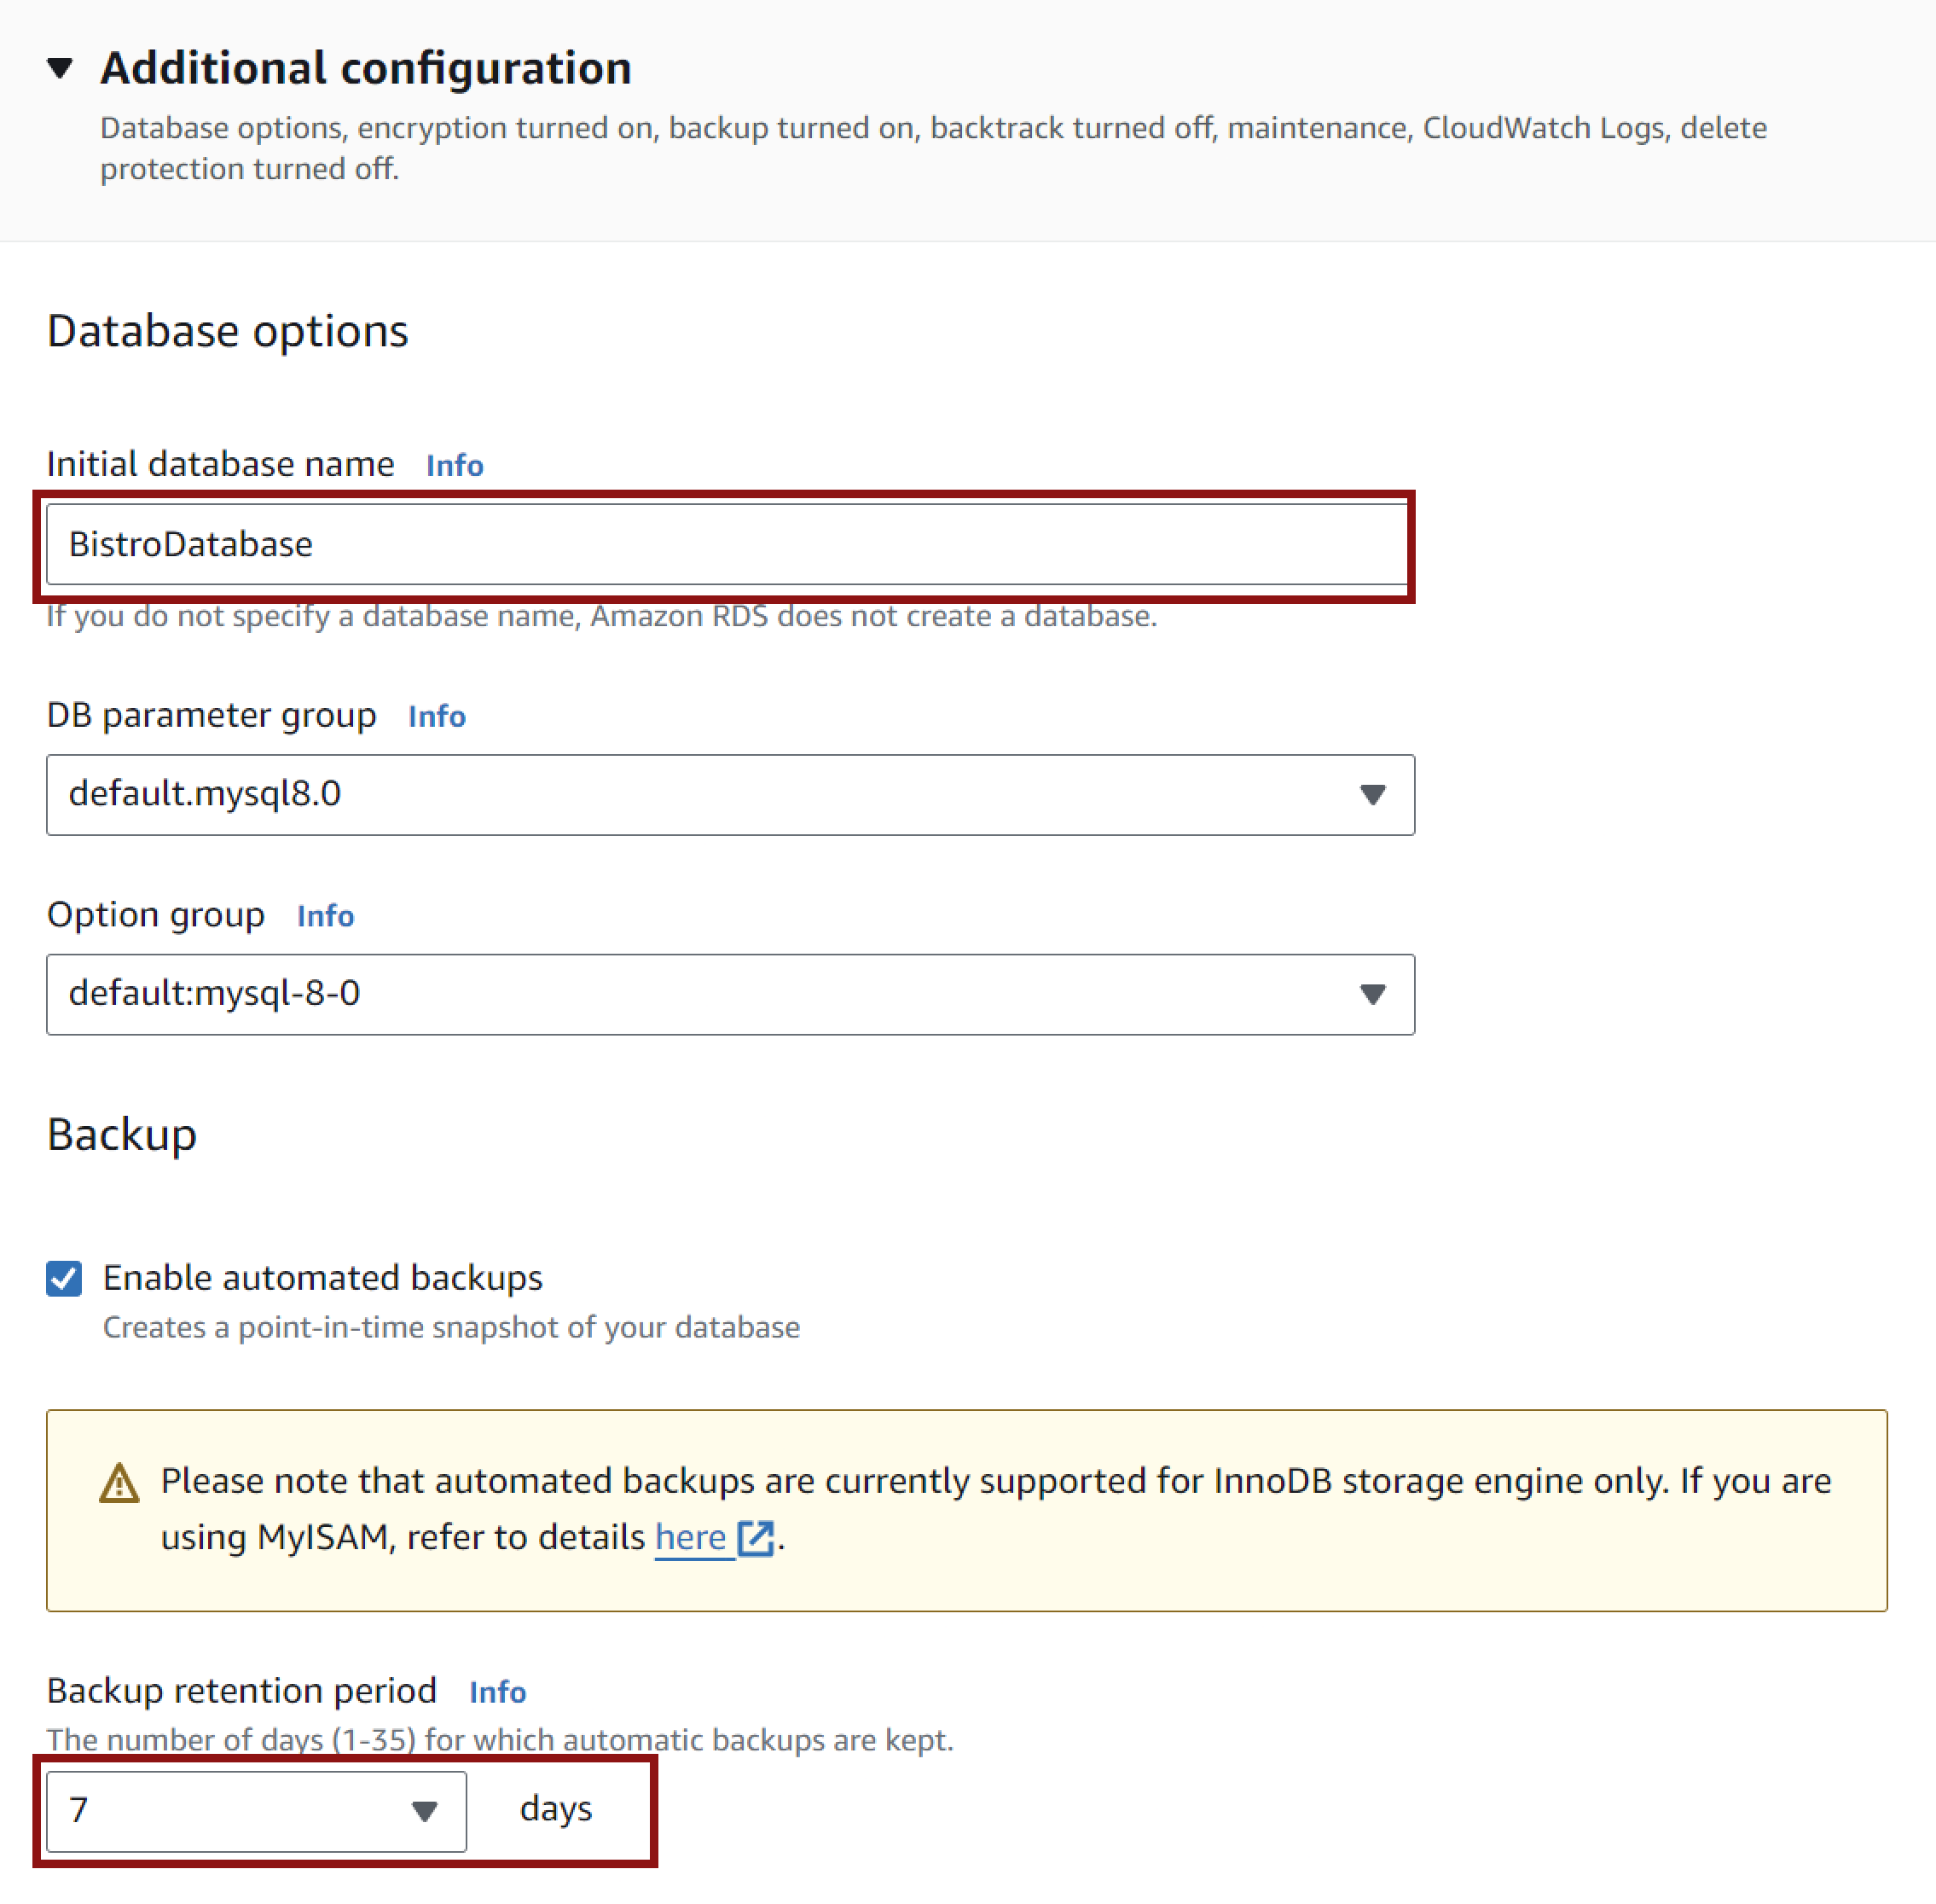 Additional configuration
Database options, encryption turned on, backup turned on, backtrack turned off, maintenance, CloudWatch Logs, delete
protection turned off.
Database options
Initial database name Info
BistroDatabase
If you do not specify a database name, Amazon RDS does not create a database.
DB parameter group Info
default.mysql8.0
Option group Info
default:mysql-8-0
Backup
Enable automated backups
Creates a point-in-time snapshot of your database
Please note that automated backups are currently supported for InnoDB storage engine only. If you are
using MyISAM, refer to details here.
Backup retention period Info
The number of days (1-35) for which automatic backups are kept.
7 days